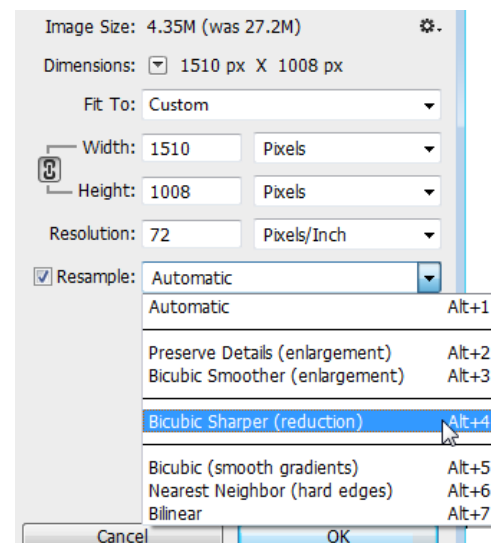 Image Size: 4.35M (was 27.2M)
Dimensions: 1510 px X 1008 px
Fit To: Custom
Width: 1510 Pixels
Height: 1008 Pixels
Resolution: 72 Pixels/Inch
Resample: Automatic
Automatic Alt+1
Preserve Details (enlargement) Alt+2
Bicubic Smoother (enlargement) Alt+3
Bicubic Sharper (reduction) Alt+4
Bicubic (smooth gradients) Alt+5
Nearest Neighbor (hard edges) Alt+6
Bilinear Alt+7
Cancel OK